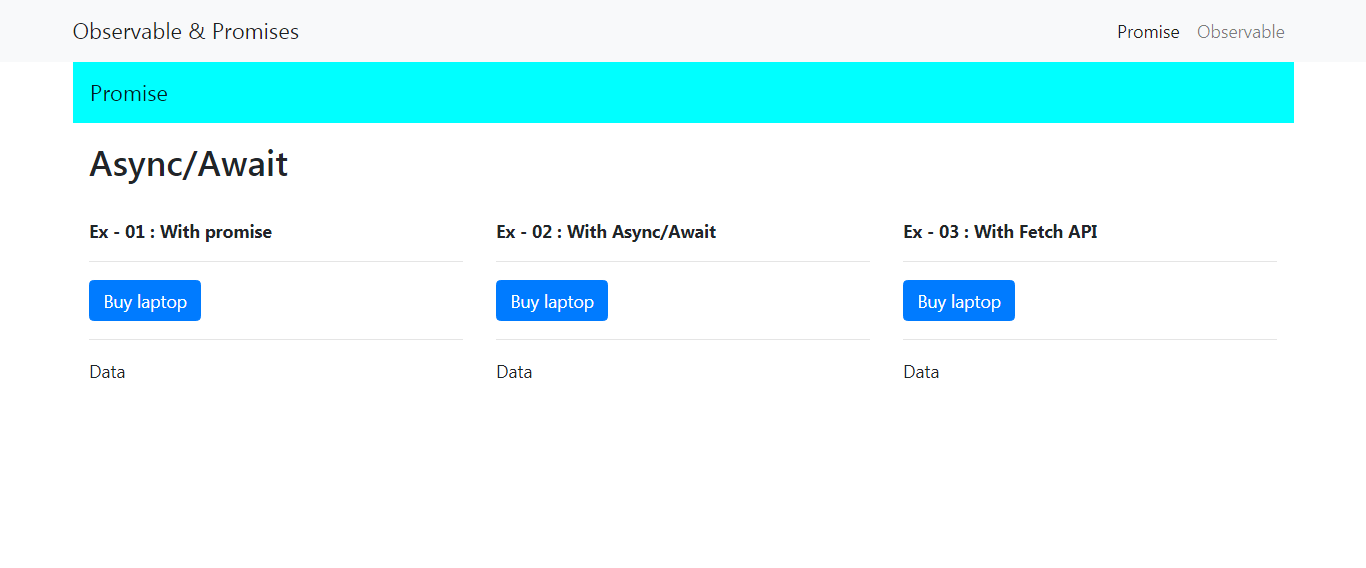 Observable & Promises
Promise Observable
Promise
Async/Await
Ex - 01 : With promise
Ex - 02 : With Async/Await
Ex - 03 : With Fetch API
Buy laptop
Buy laptop
Buy laptop
Data
Data
Data